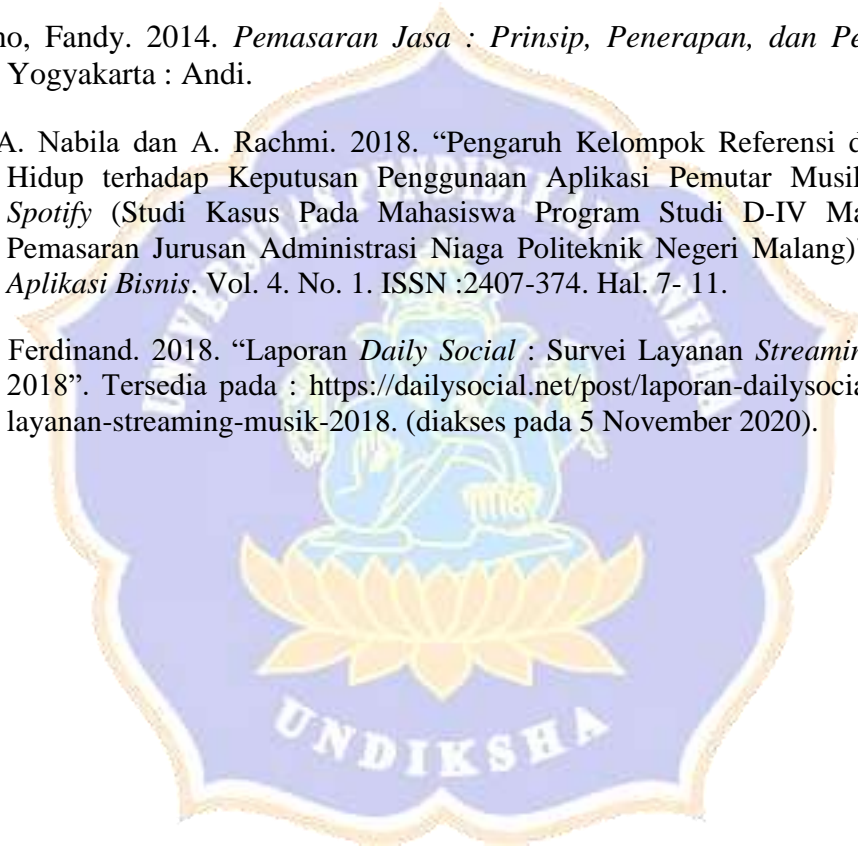 no, Fandy. 2014. Pemasaran Jasa : Prinsip, Penerapan, dan Pe
Yogyakarta : Andi.
A. Nabila dan A. Rachmi. 2018. “Pengaruh Kelompok Referensi d
Hidup terhadap Keputusan Penggunaan Aplikasi Pemutar Musik
Spotify (Studi Kasus Pada Mahasiswa Program Studi D-IV Ma
Pemasaran Jurusan Administrasi Niaga Politeknik Negeri Malang)”
Aplikasi Bisnis. Vol. 4. No. 1. ISSN :2407-374. Hal. 7- 11.
Ferdinand. 2018. “Laporan Daily Social : Survei Layanan Streamin
2018”. Tersedia pada : https://dailysocial.net/post/laporan-dailysocia
layanan-streaming-musik-2018. (diakses pada 5 November 2020).
UNIVERSITAS PENDIDIKAN GANESHA
UNDIKSHA